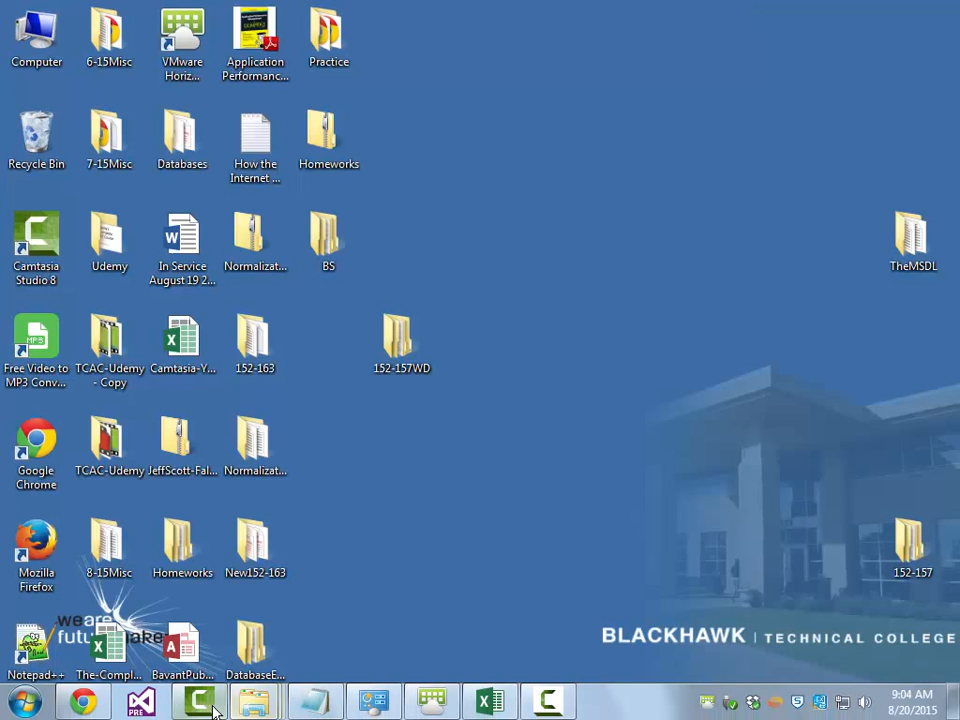 Computer
6-15Misc
VMware
Horiz...
Application
Performanc...
Practice
Recycle Bin
7-15Misc
Databases
How the
Internet ...
Homeworks
Camtasia
Studio 8
Udemy
In Service
August 19 2...
Normalizat...
BS
TheMSDL
Free Video to
MP3 Conv...
TCAC-Udemy
- Copy
Camtasia-Y...
152-163
152-157WD
Google
Chrome
TCAC-Udemy
JeffScott-Fal...
Normalizat...
Mozilla
Firefox
8-15Misc
Homeworks
New152-163
152-157
we are
BLACKHAWK | TECHNICAL COLLEGE
Notepad++
The-Compl...
BavantPub...
DatabaseE...
PRE
9:04 AM
8/20/2015